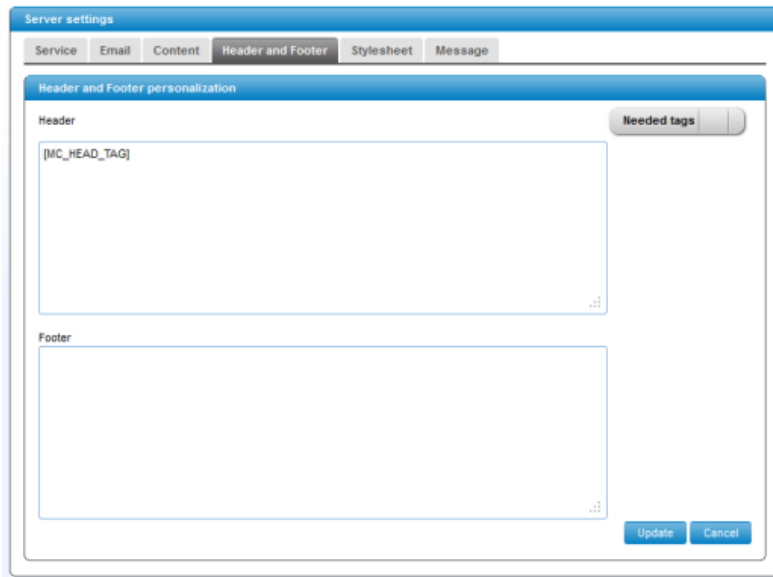 Server settings
Service Email Content Header and Footer Stylesheet Message
Header and Footer personalization
Header Needed tags
[MC_HEAD_TAG]
Footer
Update Cancel